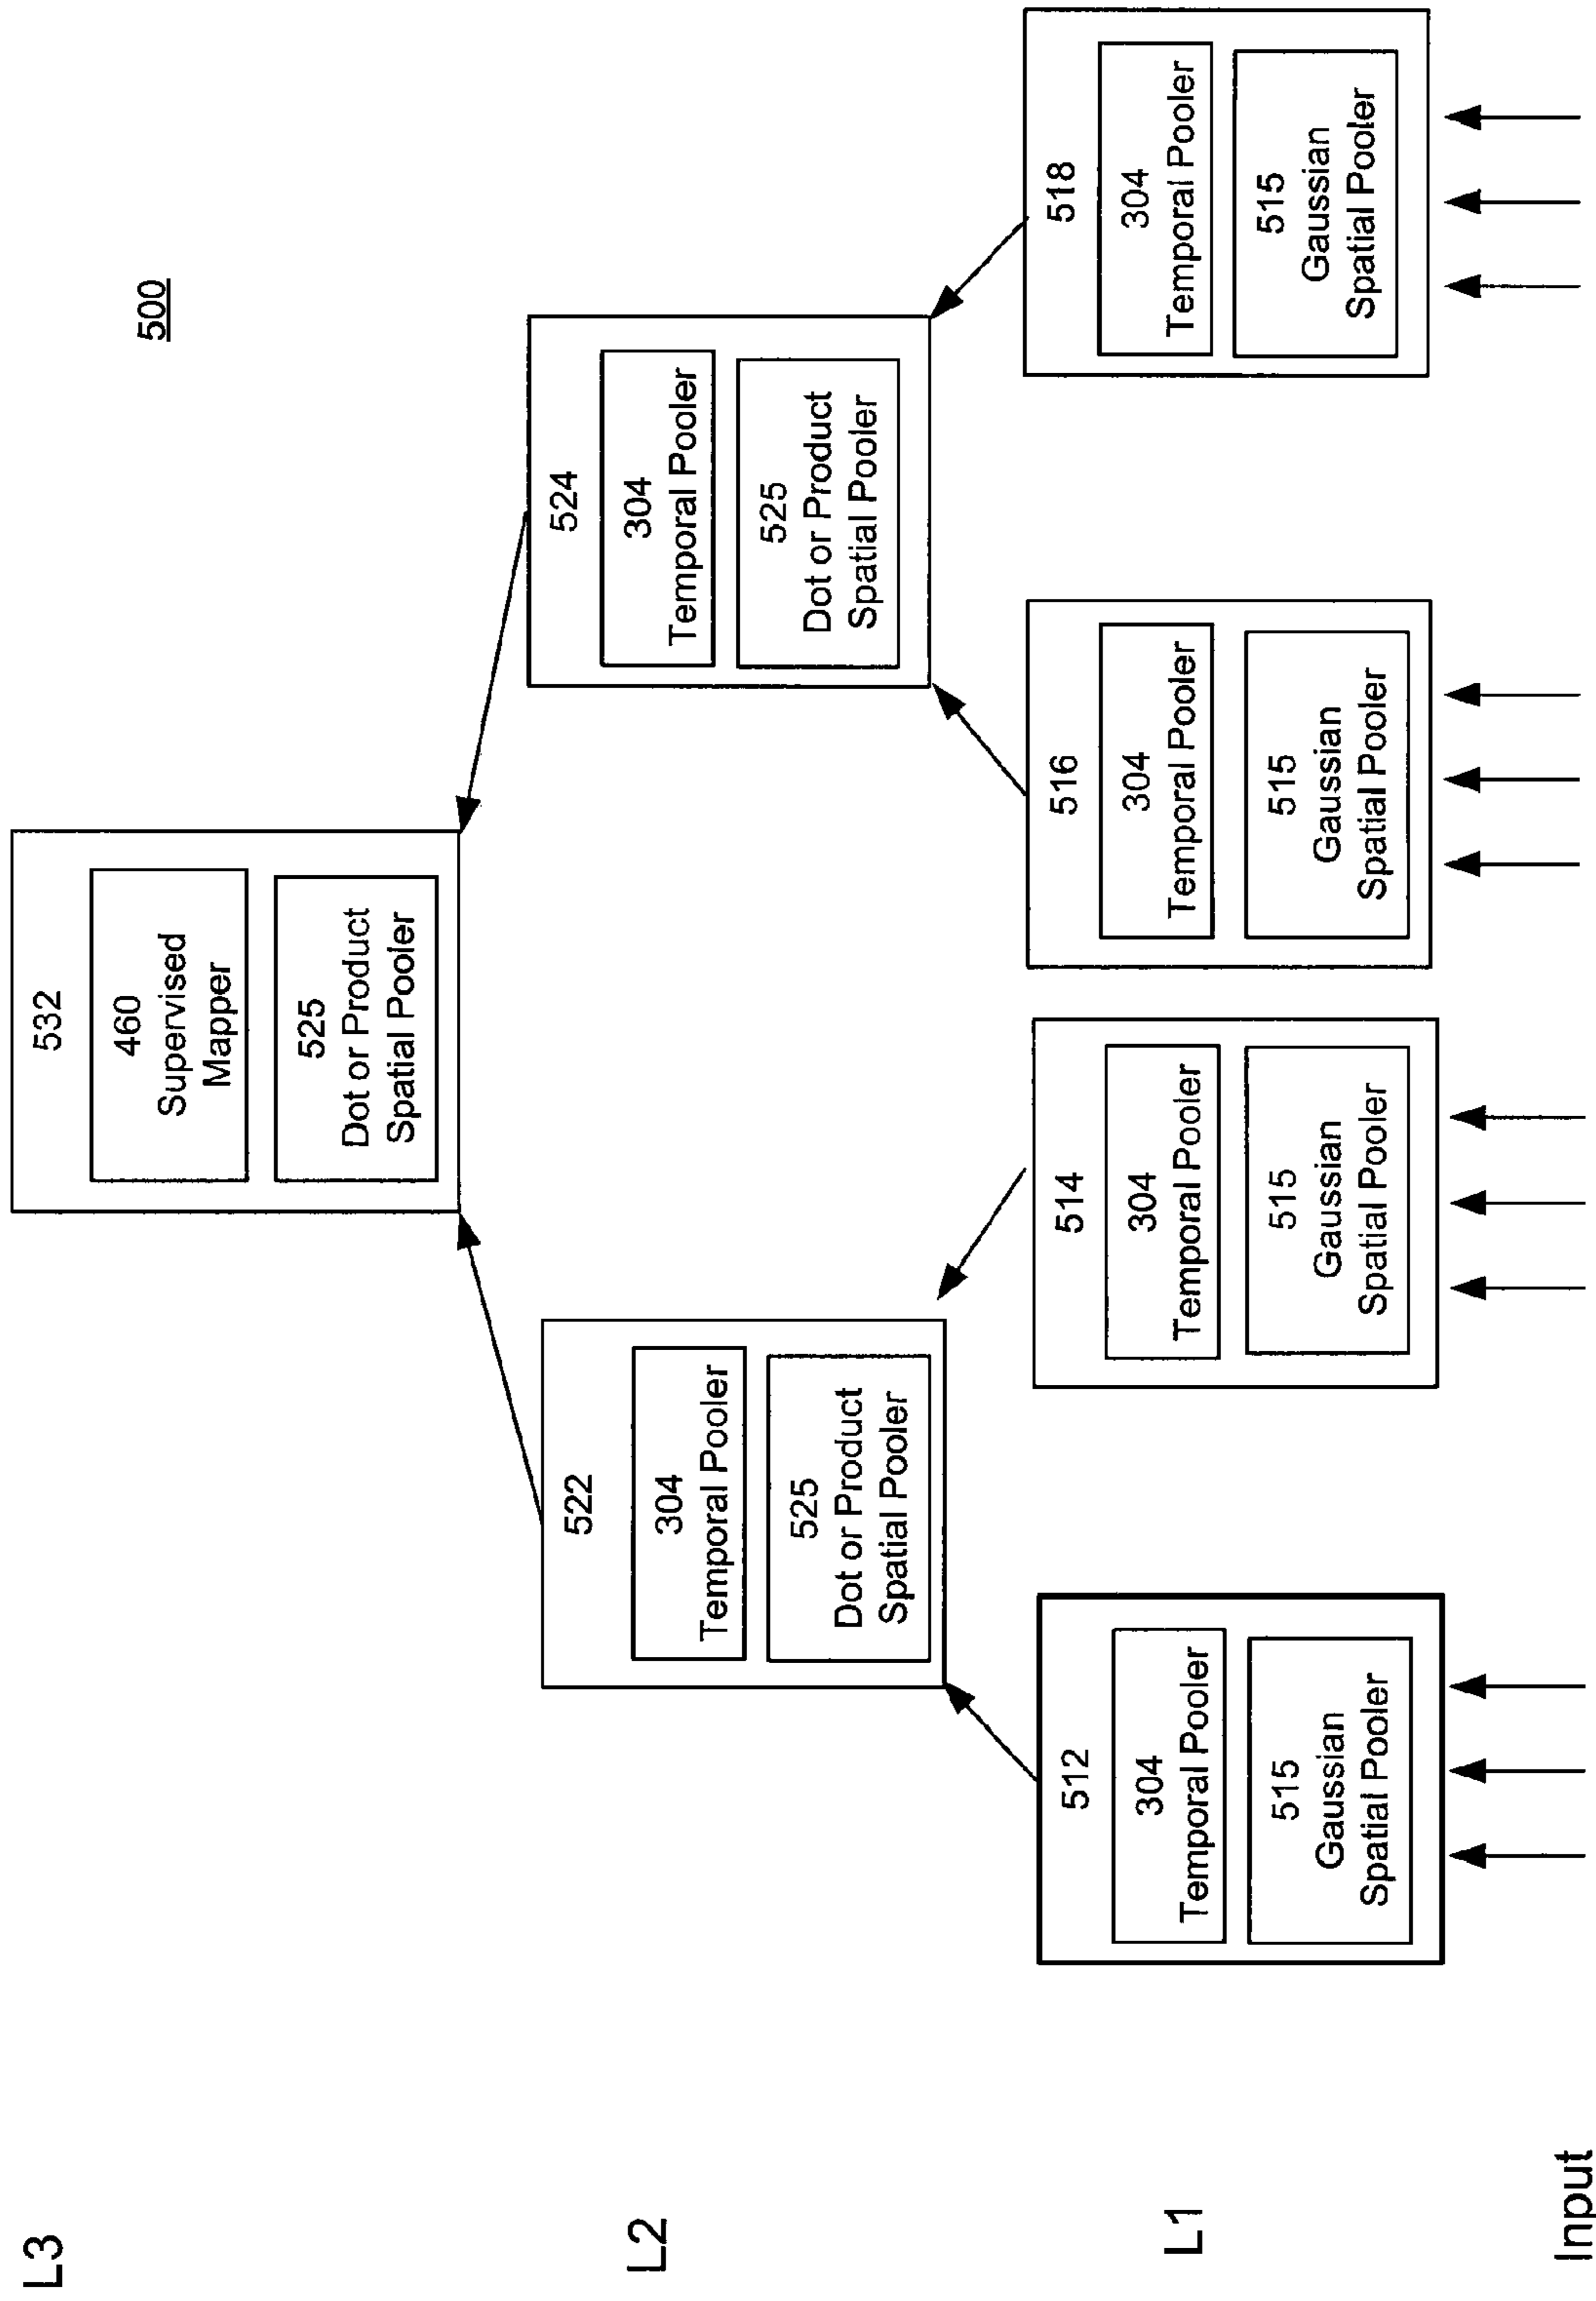 500
L3
532
460
Supervised
Mapper
525
Dot or Product
Spatial Pooler
L2
522
304
Temporal Pooler
525
Dot or Product
Spatial Pooler
524
304
Temporal Pooler
525
Dot or Product
Spatial Pooler
L1
512
304
Temporal Pooler
515
Gaussian
Spatial Pooler
514
304
Temporal Pooler
515
Gaussian
Spatial Pooler
516
304
Temporal Pooler
515
Gaussian
Spatial Pooler
518
304
Temporal Pooler
515
Gaussian
Spatial Pooler
Input